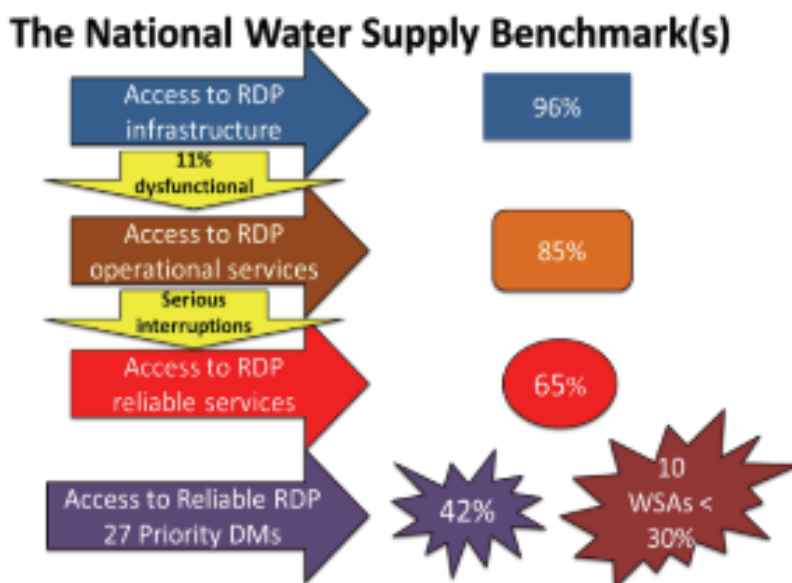 The National Water Supply Benchmark(s)
Access to RDP
infrastructure
96%
11%
dysfunctional
Access to RDP
operational services
85%
Serious
interruptions
Access to RDP
reliable services
65%
Access to Reliable RDP
27 Priority DMs
42%
10
WSAs <
30%